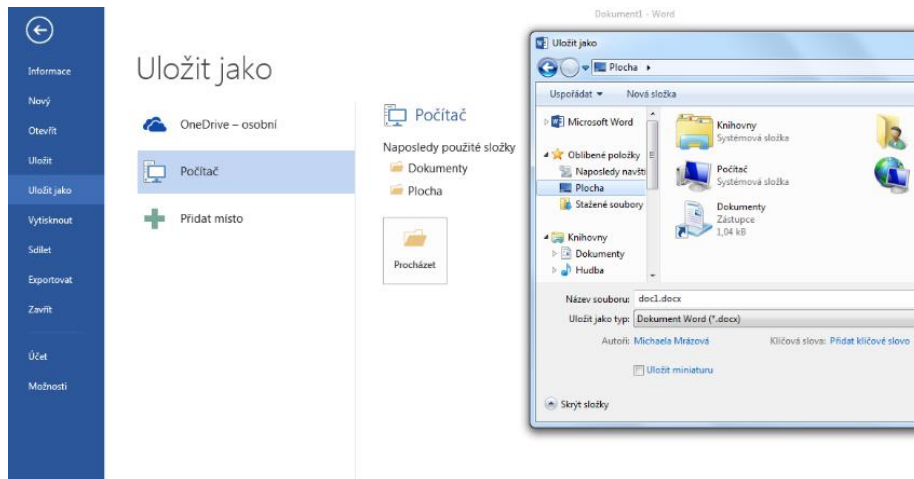 Dokument1 - Word
Informace
Nový
Otevřít
Uložit
Uložit jako
Vytisknout
Sdílet
Exportovat
Zavřít
Účet
Možnosti
Uložit jako
OneDrive – osobní
Počítač
Přidat místo
Počítač
Naposledy použité složky
Dokumenty
Plocha
Procházet
Uložit jako
Plocha
Uspořádat Nová složka
Microsoft Word
Oblíbené položky
Naposledy navšti
Plocha
Stažené soubory
Knihovny
Dokumenty
Hudba
Knihovny
Systémová složka
Počítač
Systémová složka
Dokumenty
Zástupce
1,04 kB
Název souboru: doc1.docx
Uložit jako typ: Dokument Word (*.docx)
Autoři: Michaela Mrázová Klíčová slova: Přidat klíčové slovo
Uložit miniaturu
Skrýt složky